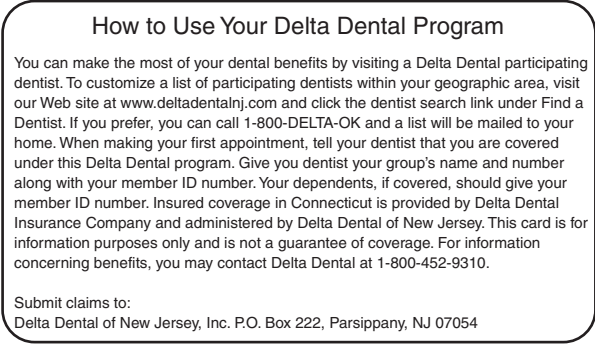 How to Use Your Delta Dental Program
You can make the most of your dental benefits by visiting a Delta Dental participating
dentist. To customize a list of participating dentists within your geographic area, visit
our Web site at www.deltadentalnj.com and click the dentist search link under Find a
Dentist. If you prefer, you can call 1-800-DELTA-OK and a list will be mailed to your
home. When making your first appointment, tell your dentist that you are covered
under this Delta Dental program. Give you dentist your group's name and number
along with your member ID number. Your dependents, if covered, should give your
member ID number. Insured coverage in Connecticut is provided by Delta Dental
Insurance Company and administered by Delta Dental of New Jersey. This card is for
information purposes only and is not a guarantee of coverage. For information
concerning benefits, you may contact Delta Dental at 1-800-452-9310.
Submit claims to:
Delta Dental of New Jersey, Inc. P.O. Box 222, Parsippany, NJ 07054